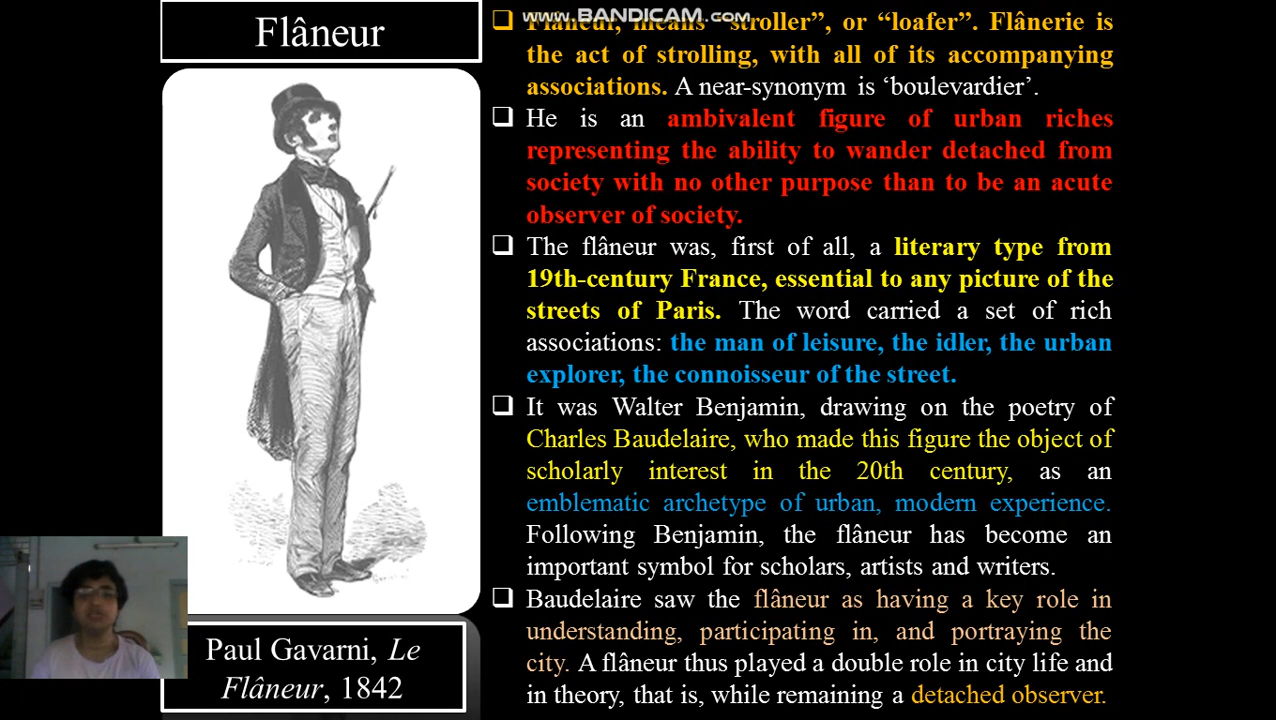 Flâneur
www.BANDICAM.com
Flâneur, means “stroller”, or “loafer”. Flânerie is
the act of strolling, with all of its accompanying
associations. A near-synonym is ‘boulevardier’.
He is an ambivalent figure of urban riches
representing the ability to wander detached from
society with no other purpose than to be an acute
observer of society.
The flâneur was, first of all, a literary type from
19th-century France, essential to any picture of the
streets of Paris. The word carried a set of rich
associations: the man of leisure, the idler, the urban
explorer, the connoisseur of the street.
It was Walter Benjamin, drawing on the poetry of
Charles Baudelaire, who made this figure the object of
scholarly interest in the 20th century, as an
emblematic archetype of urban, modern experience.
Following Benjamin, the flâneur has become an
important symbol for scholars, artists and writers.
Baudelaire saw the flâneur as having a key role in
understanding, participating in, and portraying the
city. A flâneur thus played a double role in city life and
in theory, that is, while remaining a detached observer.
Paul Gavarni, Le
Flâneur, 1842